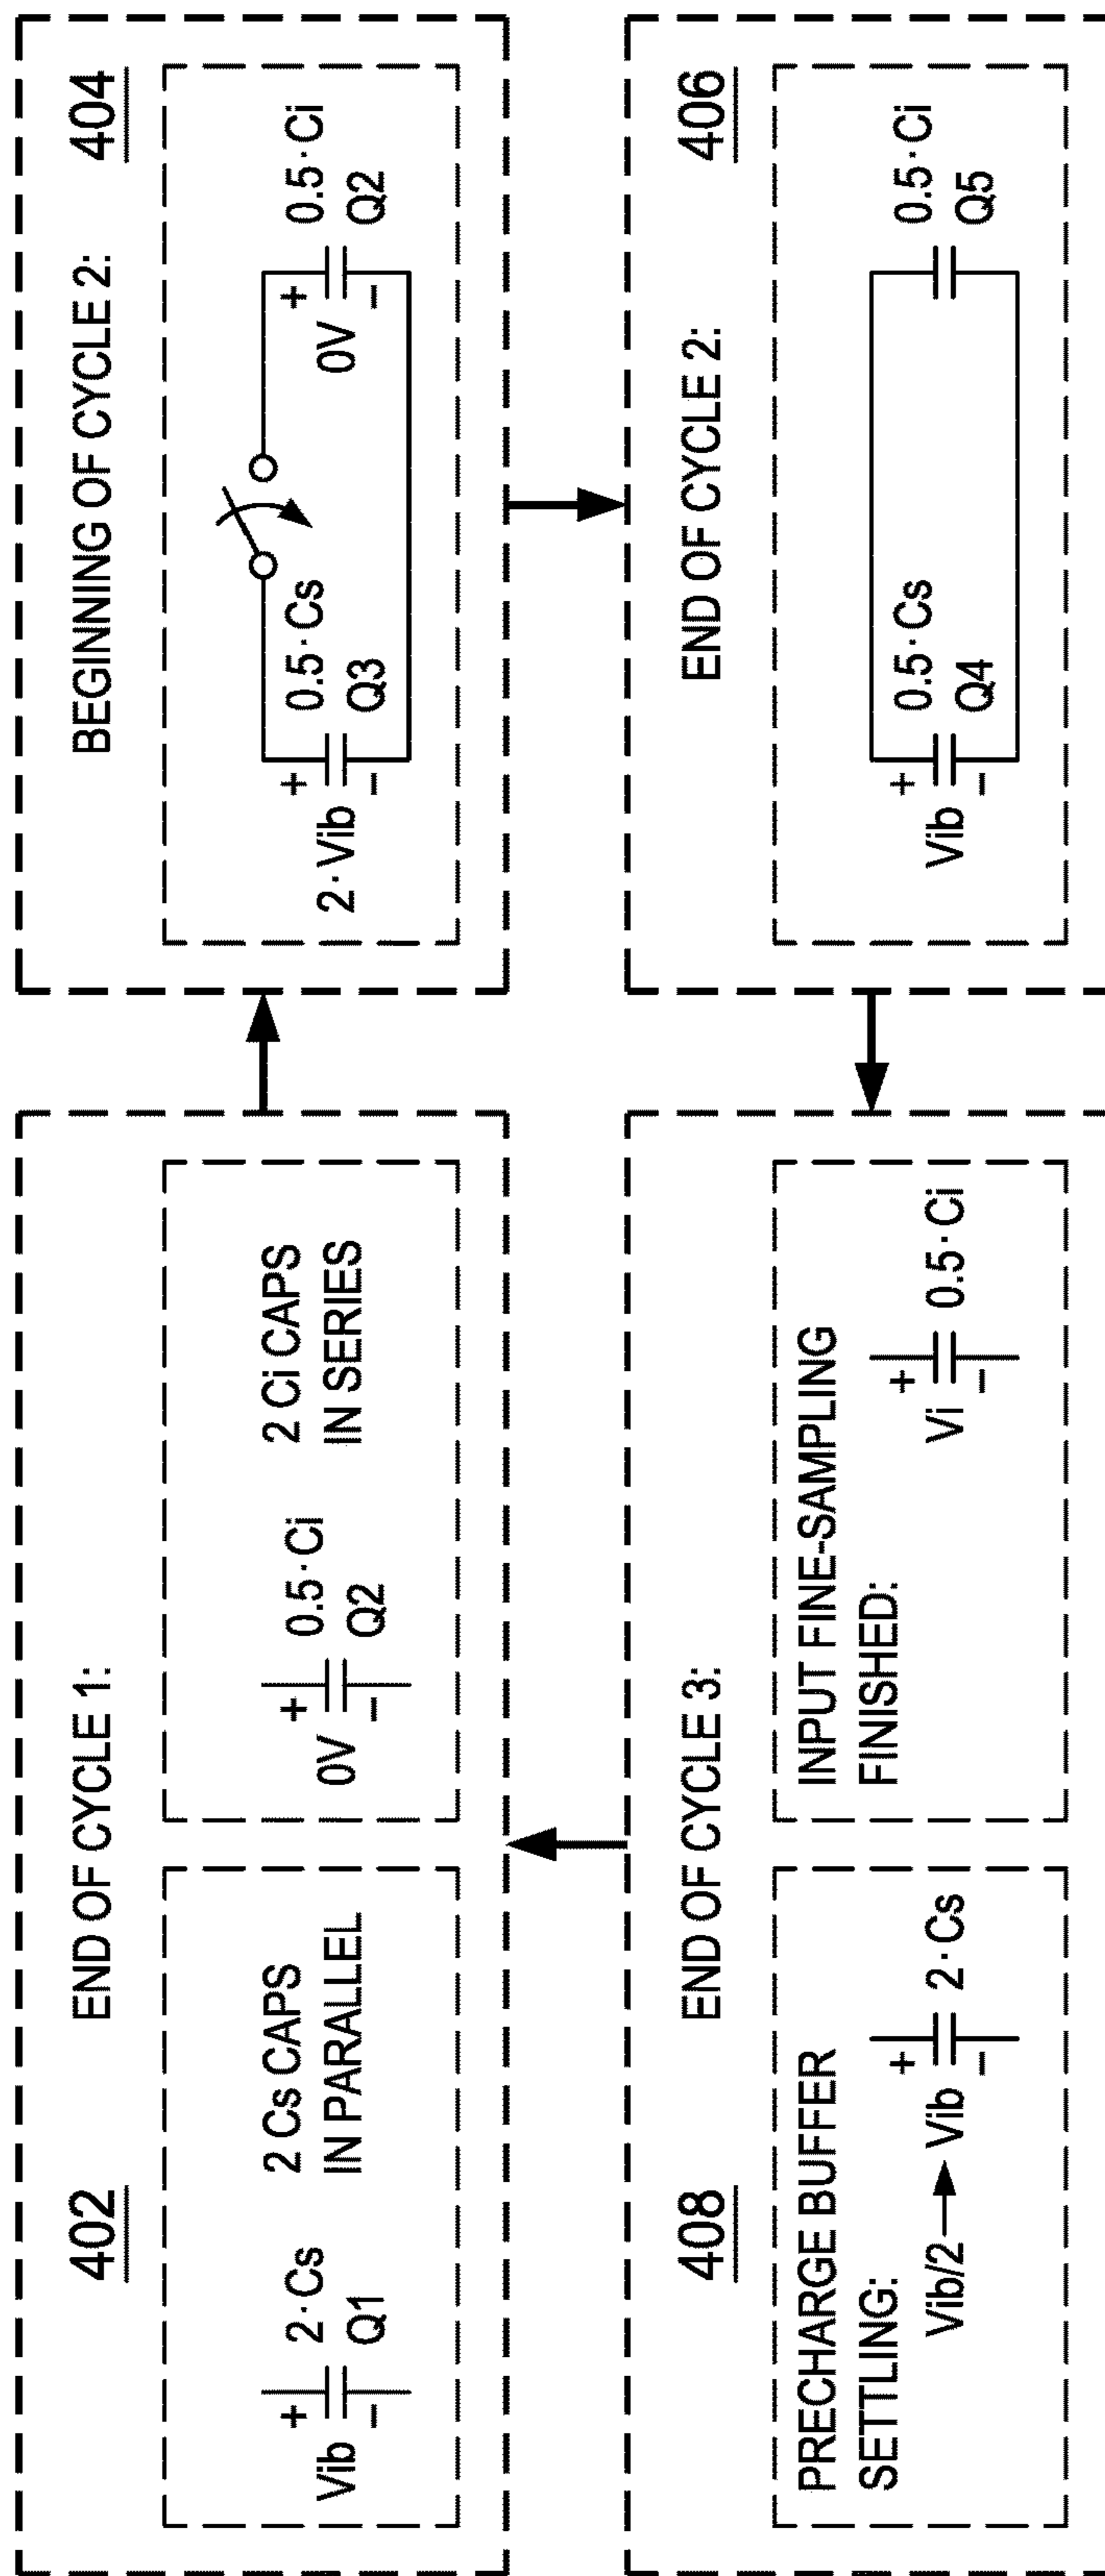 402
END OF CYCLE 1:
Vib
+
−
2·Cs
Q1
2 Cs CAPS
IN PARALLEL
0V
+
−
0.5·Ci
Q2
2 Ci CAPS
IN SERIES
BEGINNING OF CYCLE 2:
404
2·Vib
+
−
0.5·Cs
Q3
0V
+
−
0.5·Ci
Q2
END OF CYCLE 2:
406
Vib
+
−
0.5·Cs
Q4
0.5·Ci
Q5
408
END OF CYCLE 3:
PRECHARGE BUFFER
SETTLING:
Vib/2
Vib
+
−
2·Cs
INPUT FINE-SAMPLING
FINISHED:
Vi
+
−
0.5·Ci